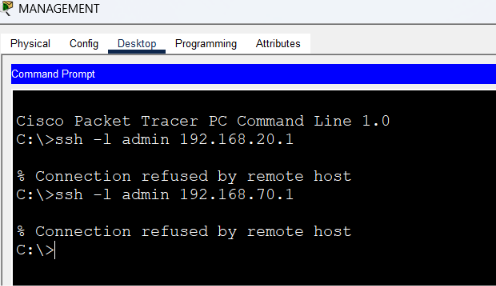 MANAGEMENT
Physical Config Desktop Programming Attributes
Command Prompt
Cisco Packet Tracer PC Command Line 1.0
C:\>ssh -l admin 192.168.20.1
% Connection refused by remote host
C:\>ssh -l admin 192.168.70.1
% Connection refused by remote host
C:\>